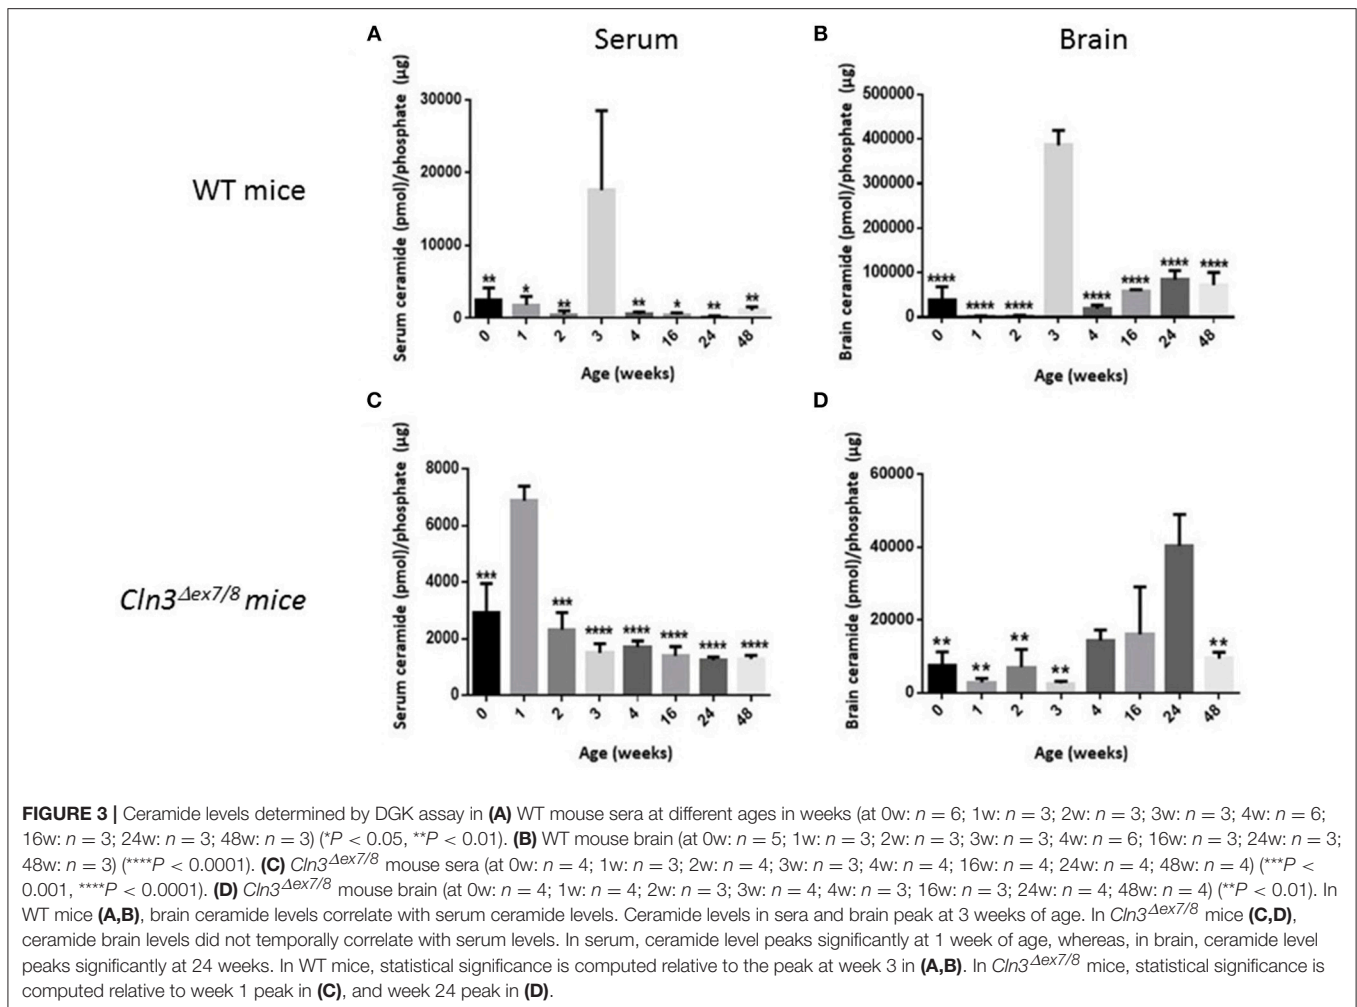 A
Serum
B
Brain
WT mice
Serum ceramide (pmol)/phosphate (µg)
30000
20000
10000
0
** * ** ** * ** **
0 1 2 3 4 16 24 48
Age (weeks)
Brain ceramide (pmol)/phosphate (µg)
500000
400000
300000
200000
100000
0
**** **** **** **** **** **** ****
0 1 2 3 4 16 24 48
Age (weeks)
C
D
Cln3Δex7/8 mice
Serum ceramide (pmol)/phosphate (µg)
8000
6000
4000
2000
0
*** *** **** **** **** **** ****
0 1 2 3 4 16 24 48
Age (weeks)
Brain ceramide (pmol)/phosphate (µg)
60000
40000
20000
0
** ** ** ** **
0 1 2 3 4 16 24 48
Age (weeks)
FIGURE 3 | Ceramide levels determined by DGK assay in (A) WT mouse sera at different ages in weeks (at 0w: n = 6; 1w: n = 3; 2w: n = 3; 3w: n = 3; 4w: n = 6;
16w: n = 3; 24w: n = 3; 48w: n = 3) (*P < 0.05, **P < 0.01). (B) WT mouse brain (at 0w: n = 5; 1w: n = 3; 2w: n = 3; 3w: n = 3; 4w: n = 6; 16w: n = 3; 24w: n = 3;
48w: n = 3) (****P < 0.0001). (C) Cln3Δex7/8 mouse sera (at 0w: n = 4; 1w: n = 3; 2w: n = 4; 3w: n = 3; 4w: n = 4; 16w: n = 4; 24w: n = 4; 48w: n = 4) (***P <
0.001, ****P < 0.0001). (D) Cln3Δex7/8 mouse brain (at 0w: n = 4; 1w: n = 4; 2w: n = 3; 3w: n = 4; 4w: n = 3; 16w: n = 3; 24w: n = 4; 48w: n = 4) (**P < 0.01). In
WT mice (A,B), brain ceramide levels correlate with serum ceramide levels. Ceramide levels in sera and brain peak at 3 weeks of age. In Cln3Δex7/8 mice (C,D),
ceramide brain levels did not temporally correlate with serum levels. In serum, ceramide level peaks significantly at 1 week of age, whereas, in brain, ceramide level
peaks significantly at 24 weeks. In WT mice, statistical significance is computed relative to the peak at week 3 in (A,B). In Cln3Δex7/8 mice, statistical significance is
computed relative to week 1 peak in (C), and week 24 peak in (D).